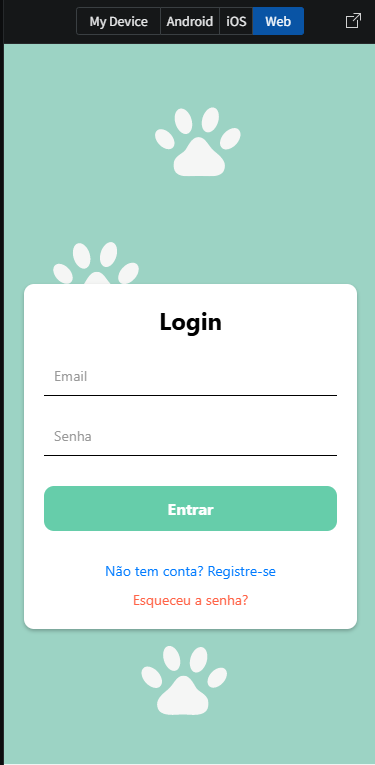 My Device Android iOS Web
Login
Email
Senha
Entrar
Não tem conta? Registre-se
Esqueceu a senha?